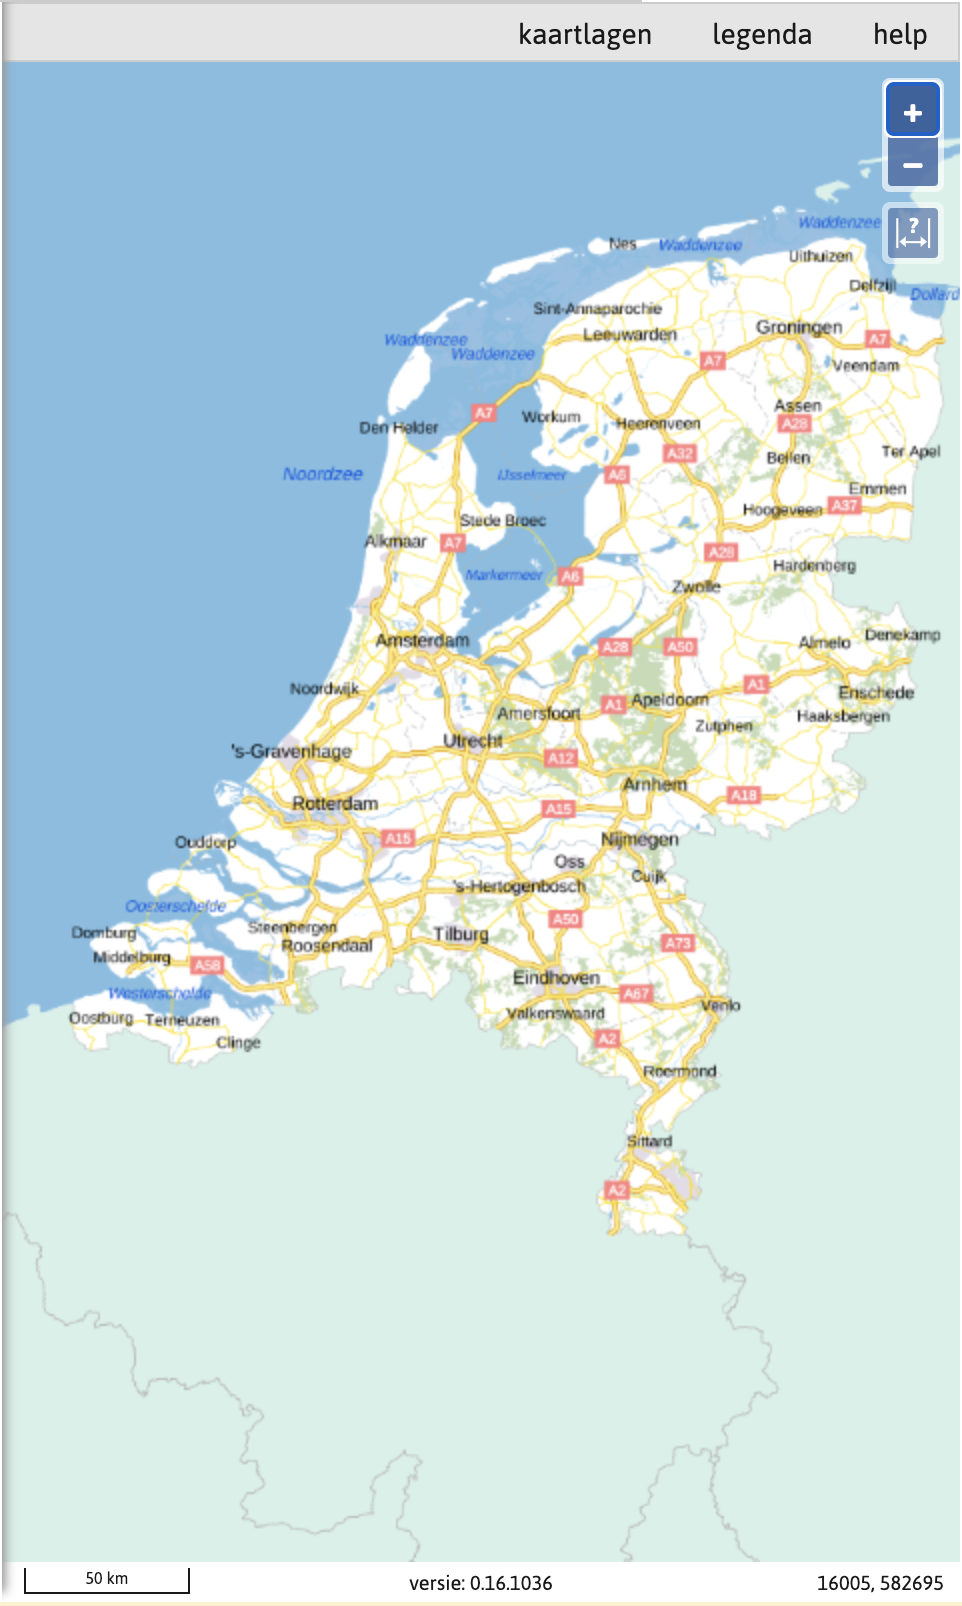 kaartlagen legenda help
+
−
?
Waddenzee
Nes Waddenzee
Uithuizen
Delfzijl
Dollard
Sint-Annaparochie
Leeuwarden Groningen
Waddenzee A7
Waddenzee A7
Veendam
Assen
A7 Workum Heerenveen A28
Den Helder
A32 Beilen Ter Apel
Noordzee IJsselmeer A6
Emmen
Hoogeveen A37
Stede Broec
Alkmaar A7 A28
Markermeer A6 Hardenberg
Zwolle
Amsterdam A28 A50 Almelo Denekamp
Noordwijk A1 Enschede
Amersfoort A1 Apeldoorn Haaksbergen
Zutphen
's-Gravenhage Utrecht
A12
Arnhem
Rotterdam A15 A18
A15
Ouddorp Nijmegen
Oss
Cuijk
's-Hertogenbosch
Oosterschelde
A50
Domburg Steenbergen
Roosendaal Tilburg A73
Middelburg A58
Eindhoven
Westerschelde A67
Venlo
Oostburg Terneuzen Valkenswaard
Clinge A2
Roermond
Sittard
A2
50 km versie: 0.16.1036 16005, 582695